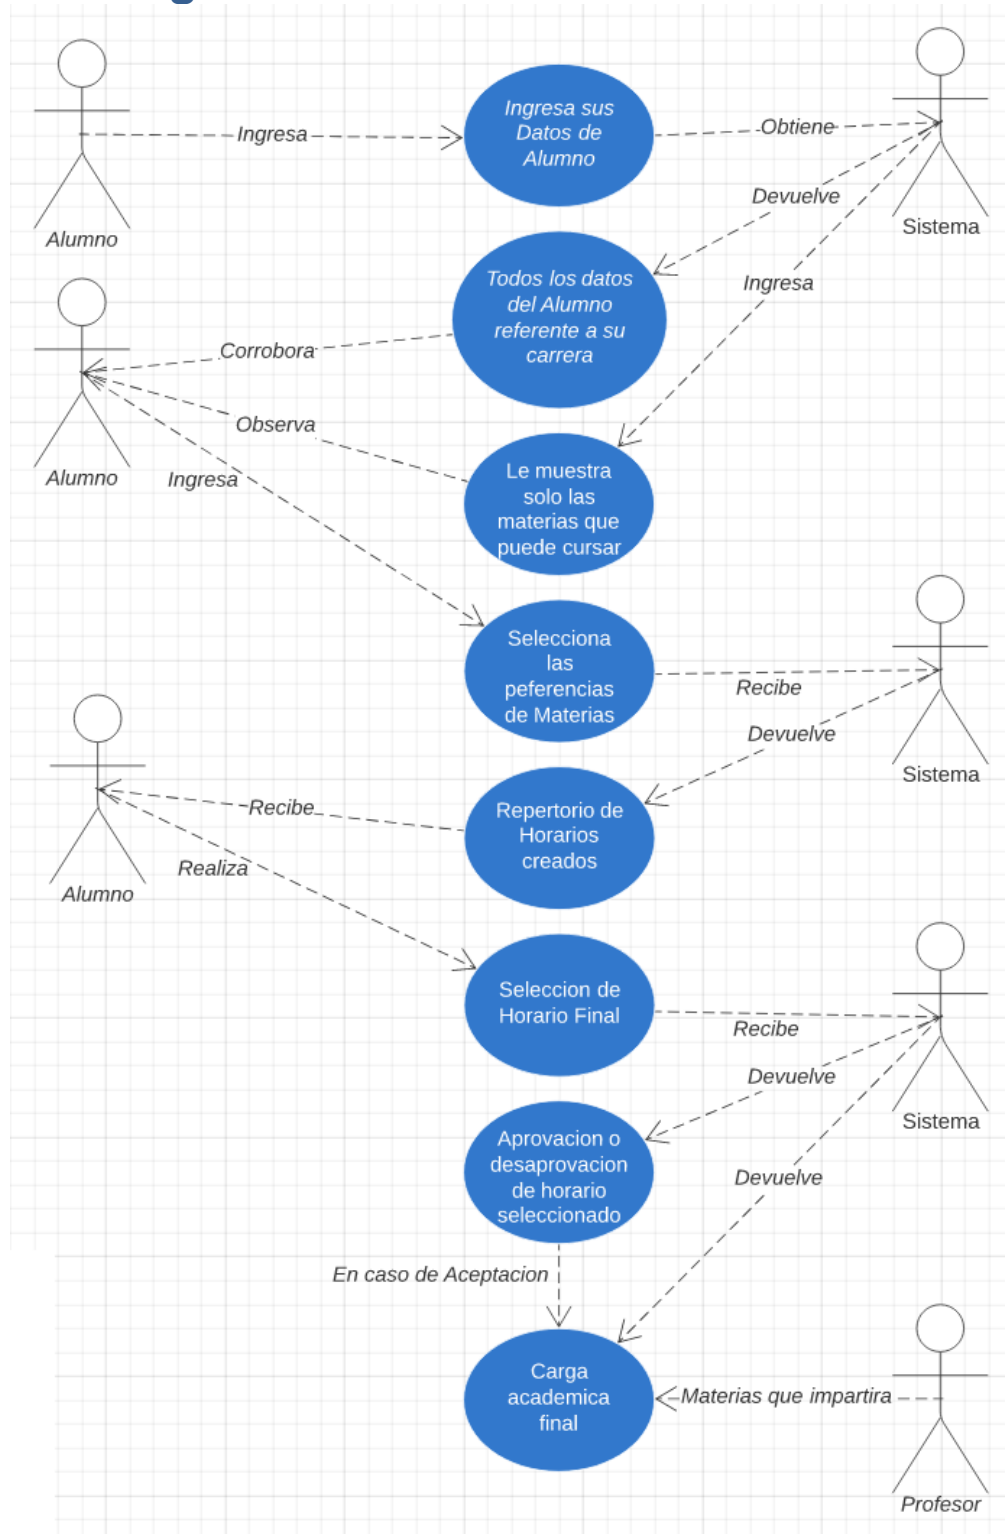 Ingresa sus
Datos de
Alumno
Ingresa
Obtiene
Devuelve
Sistema
Alumno
Todos los datos
del Alumno
referente a su
carrera
Ingresa
Corrobora
Observa
Alumno
Ingresa
Le muestra
solo las
materias que
puede cursar
Selecciona
las
peferencias
de Materias
Recibe
Devuelve
Sistema
Repertorio de
Horarios
creados
Recibe
Realiza
Alumno
Seleccion de
Horario Final
Recibe
Devuelve
Sistema
Aprovacion o
desaprovacion
de horario
seleccionado
Devuelve
En caso de Aceptacion
Carga
academica
final
Materias que impartira
Profesor